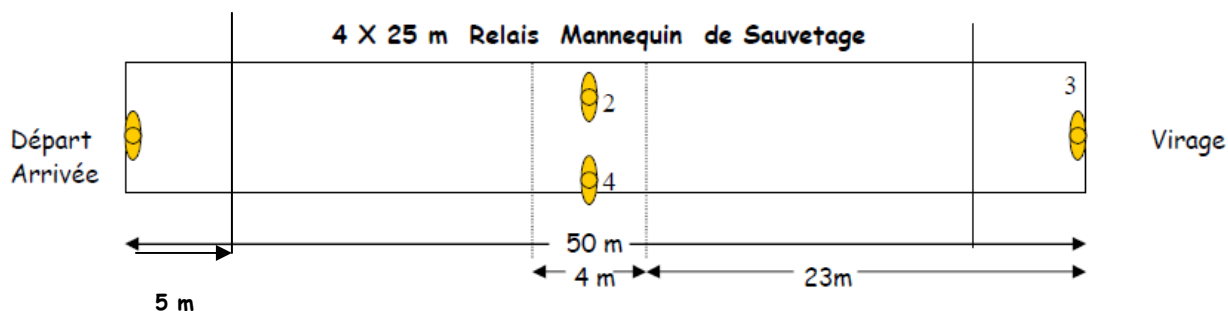 4 X 25 m Relais Mannequin de Sauvetage
3
2
Départ
Arrivée
Virage
4
50 m
4 m
23m
5 m